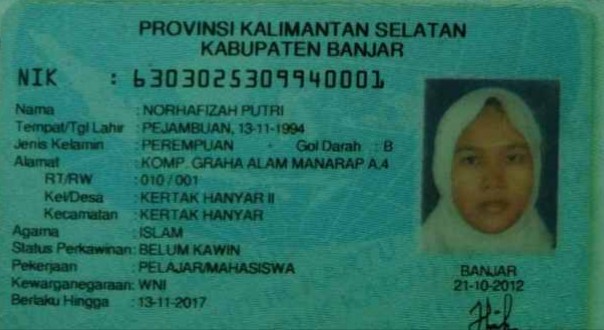 PROVINSI KALIMANTAN SELATAN
KABUPATEN BANJAR
NIK : 6303025309940001
Nama : NORHAFIZAH PUTRI
Tempat/Tgl Lahir : PEJAMBUAN, 13-11-1994
Jenis Kelamin : PEREMPUAN Gol Darah : B
Alamat : KOMP. GRAHA ALAM MANARAP A.4
RT/RW : 010 / 001
Kel/Desa : KERTAK HANYAR II
Kecamatan : KERTAK HANYAR
Agama : ISLAM
Status Perkawinan: BELUM KAWIN
Pekerjaan : PELAJAR/MAHASISWA
Kewarganegaraan: WNI
Berlaku Hingga : 13-11-2017
BANJAR
21-10-2012